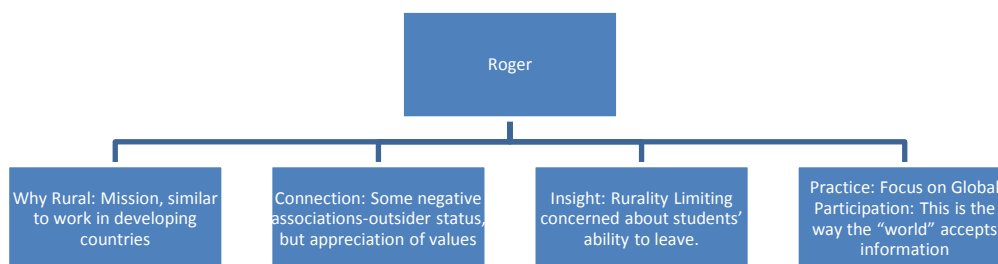 Roger
Why Rural: Mission, similar
to work in developing
countries
Connection: Some negative
associations-outsider status,
but appreciation of values
Insight: Rurality Limiting
concerned about students’
ability to leave.
Practice: Focus on Global
Participation: This is the
way the “world” accepts
information